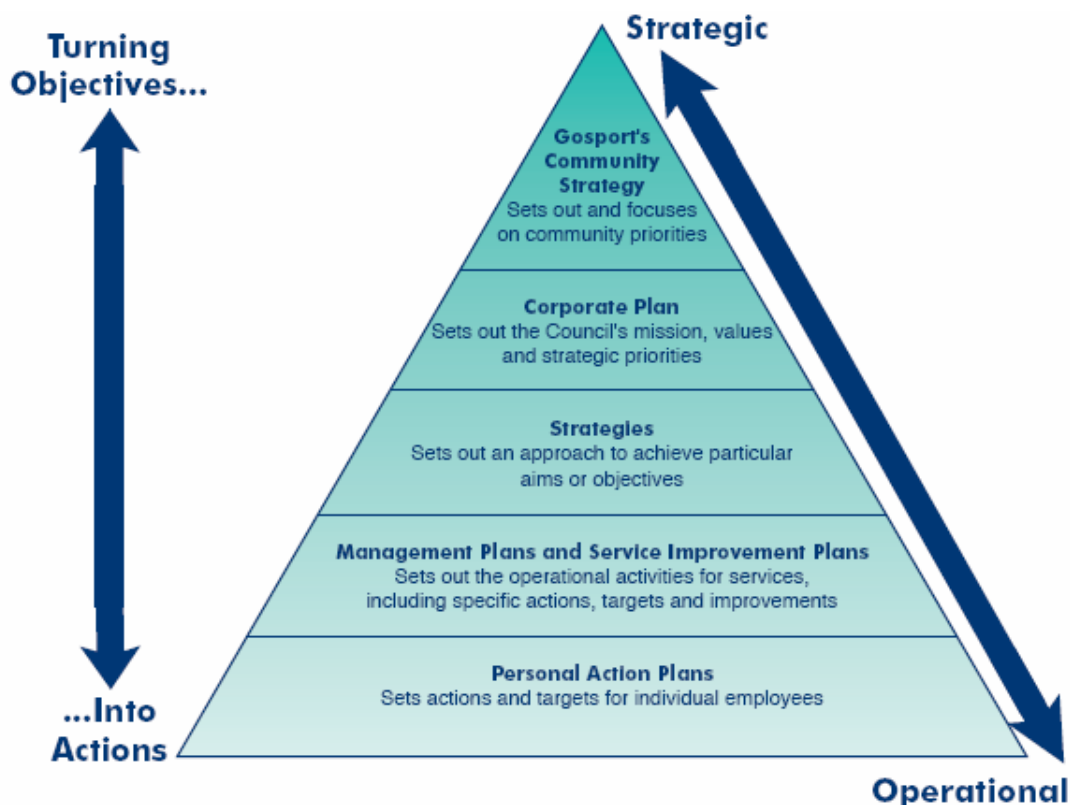 Turning
Objectives...
Strategic
Gosport's
Community
Strategy
Sets out and focuses
on community priorities
Corporate Plan
Sets out the Council's mission, values
and strategic priorities
Strategies
Sets out an approach to achieve particular
aims or objectives
Management Plans and Service Improvement Plans
Sets out the operational activities for services,
including specific actions, targets and improvements
Personal Action Plans
Sets actions and targets for individual employees
...Into
Actions
Operational